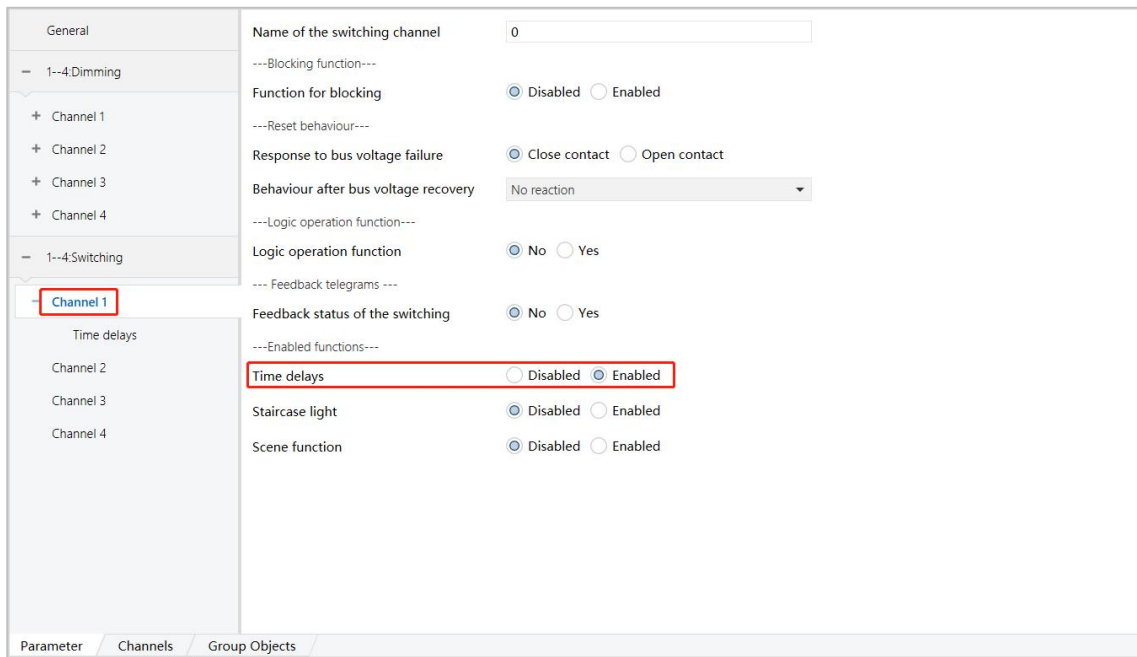 General
1--4:Dimming
Channel 1
Channel 2
Channel 3
Channel 4
1--4:Switching
Channel 1
Time delays
Channel 2
Channel 3
Channel 4
Name of the switching channel 0
---Blocking function---
Function for blocking Disabled Enabled
---Reset behaviour---
Response to bus voltage failure Close contact Open contact
Behaviour after bus voltage recovery No reaction
---Logic operation function---
Logic operation function No Yes
--- Feedback telegrams ---
Feedback status of the switching No Yes
---Enabled functions---
Time delays Disabled Enabled
Staircase light Disabled Enabled
Scene function Disabled Enabled
Parameter Channels Group Objects